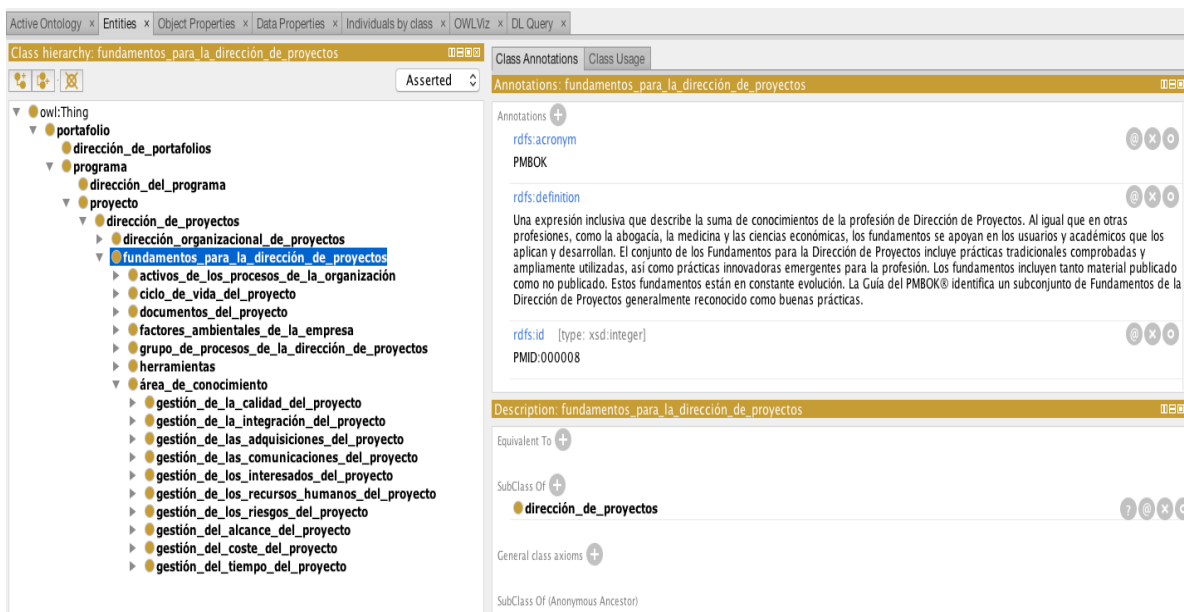 Active Ontology × Entities × Object Properties × Data Properties × Individuals by class × OWLViz × DL Query ×
Class hierarchy: fundamentos_para_la_dirección_de_proyectos
Asserted
owl:Thing
portafolio
dirección_de_portafolios
programa
dirección_del_programa
proyecto
dirección_de_proyectos
dirección_organizacional_de_proyectos
fundamentos_para_la_dirección_de_proyectos
activos_de_los_procesos_de_la_organización
ciclo_de_vida_del_proyecto
documentos_del_proyecto
factores_ambientales_de_la_empresa
grupo_de_procesos_de_la_dirección_de_proyectos
herramientas
área_de_conocimiento
gestión_de_la_calidad_del_proyecto
gestión_de_la_integración_del_proyecto
gestión_de_las_adquisiciones_del_proyecto
gestión_de_las_comunicaciones_del_proyecto
gestión_de_los_interesados_del_proyecto
gestión_de_los_recursos_humanos_del_proyecto
gestión_de_los_riesgos_del_proyecto
gestión_del_alcance_del_proyecto
gestión_del_coste_del_proyecto
gestión_del_tiempo_del_proyecto
Class Annotations Class Usage
Annotations: fundamentos_para_la_dirección_de_proyectos
Annotations
rdfs:acronym
PMBOK
rdfs:definition
Una expresión inclusiva que describe la suma de conocimientos de la profesión de Dirección de Proyectos. Al igual que en otras
profesiones, como la abogacía, la medicina y las ciencias económicas, los fundamentos se apoyan en los usuarios y académicos que los
aplican y desarrollan. El conjunto de los Fundamentos para la Dirección de Proyectos incluye prácticas tradicionales comprobadas y
ampliamente utilizadas, así como prácticas innovadoras emergentes para la profesión. Los fundamentos incluyen tanto material publicado
como no publicado. Estos fundamentos están en constante evolución. La Guía del PMBOK® identifica un subconjunto de Fundamentos de la
Dirección de Proyectos generalmente reconocido como buenas prácticas.
rdfs:id [type: xsd:integer]
PMID:000008
Description: fundamentos_para_la_dirección_de_proyectos
Equivalent To
SubClass Of
dirección_de_proyectos
General class axioms
SubClass Of (Anonymous Ancestor)